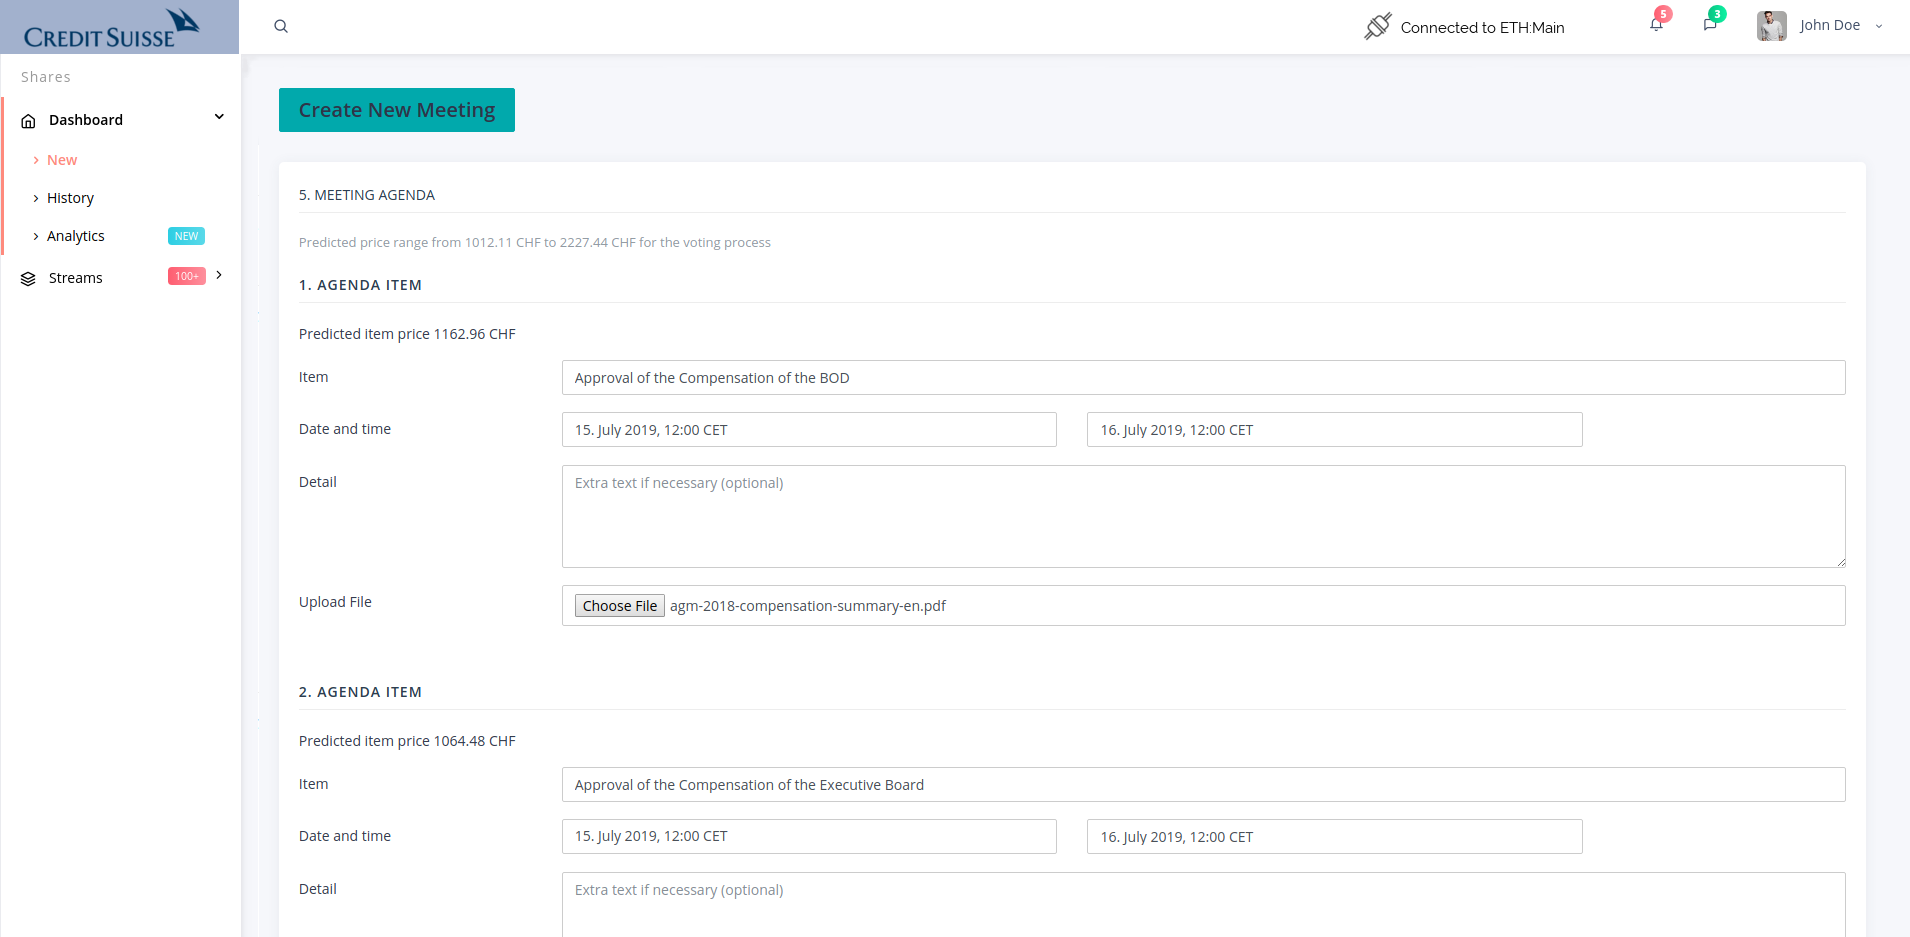 CREDIT SUISSE
Connected to ETH:Main
5
3
John Doe
Shares
Dashboard
New
History
Analytics NEW
Streams 100+
Create New Meeting
5. MEETING AGENDA
Predicted price range from 1012.11 CHF to 2227.44 CHF for the voting process
1. AGENDA ITEM
Predicted item price 1162.96 CHF
Item Approval of the Compensation of the BOD
Date and time 15. July 2019, 12:00 CET 16. July 2019, 12:00 CET
Detail Extra text if necessary (optional)
Upload File Choose File agm-2018-compensation-summary-en.pdf
2. AGENDA ITEM
Predicted item price 1064.48 CHF
Item Approval of the Compensation of the Executive Board
Date and time 15. July 2019, 12:00 CET 16. July 2019, 12:00 CET
Detail Extra text if necessary (optional)